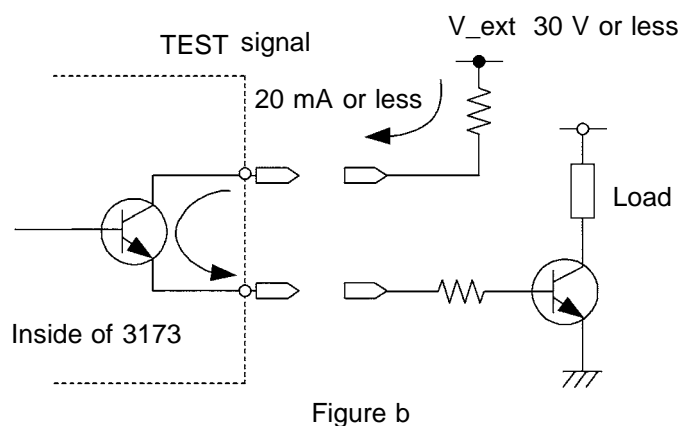 V_ext 30 V or less
TEST signal
20 mA or less
Load
Inside of 3173
Figure b